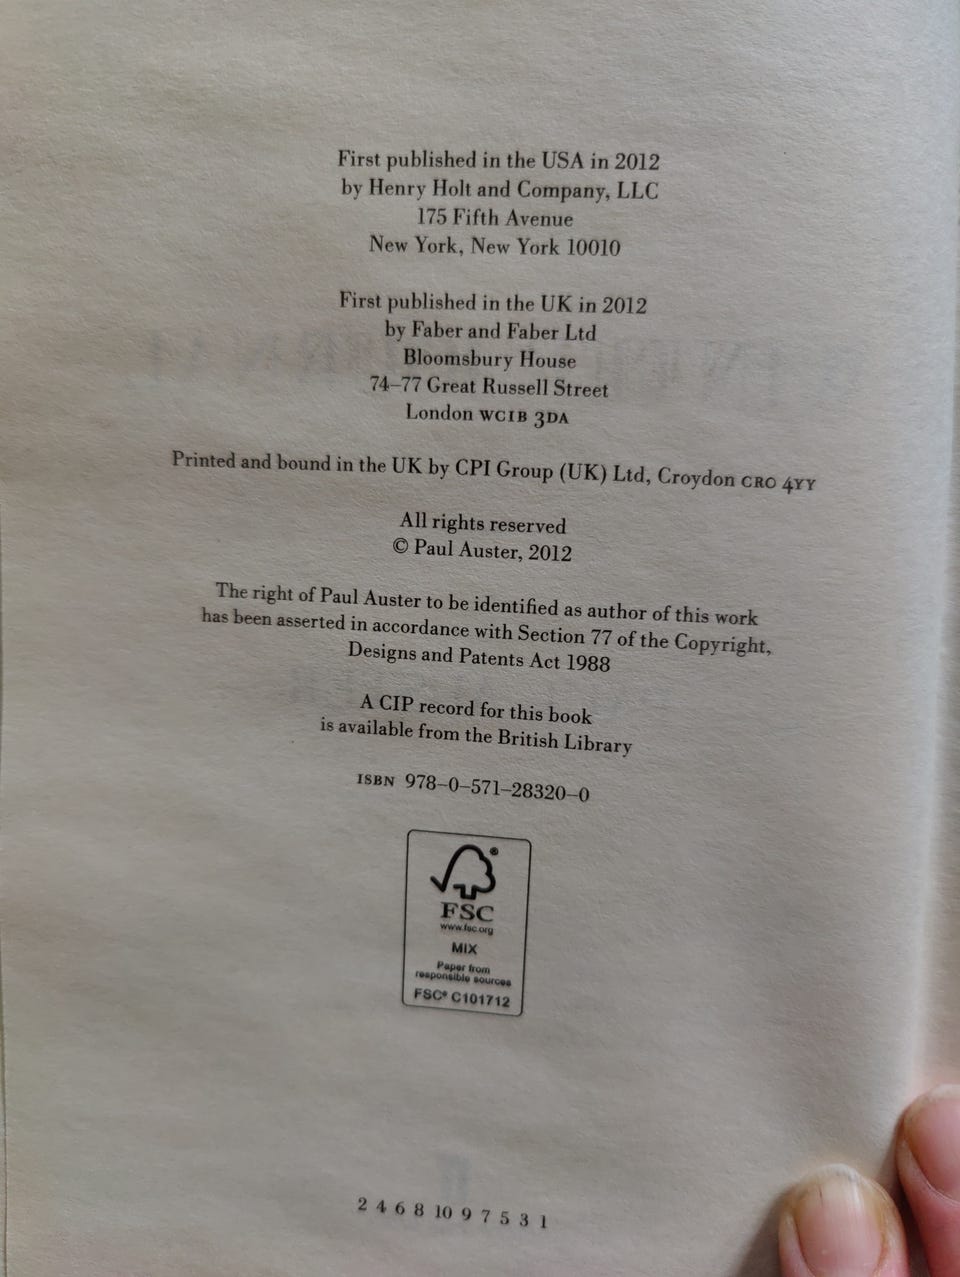 First published in the USA in 2012
by Henry Holt and Company, LLC
175 Fifth Avenue
New York, New York 10010
First published in the UK in 2012
by Faber and Faber Ltd
Bloomsbury House
74–77 Great Russell Street
London WC1B 3DA
Printed and bound in the UK by CPI Group (UK) Ltd, Croydon CR0 4YY
All rights reserved
© Paul Auster, 2012
The right of Paul Auster to be identified as author of this work
has been asserted in accordance with Section 77 of the Copyright,
Designs and Patents Act 1988
A CIP record for this book
is available from the British Library
ISBN 978–0–571–28320–0
®
FSC
www.fsc.org
MIX
Paper from
responsible sources
FSC® C101712
2 4 6 8 10 9 7 5 3 1